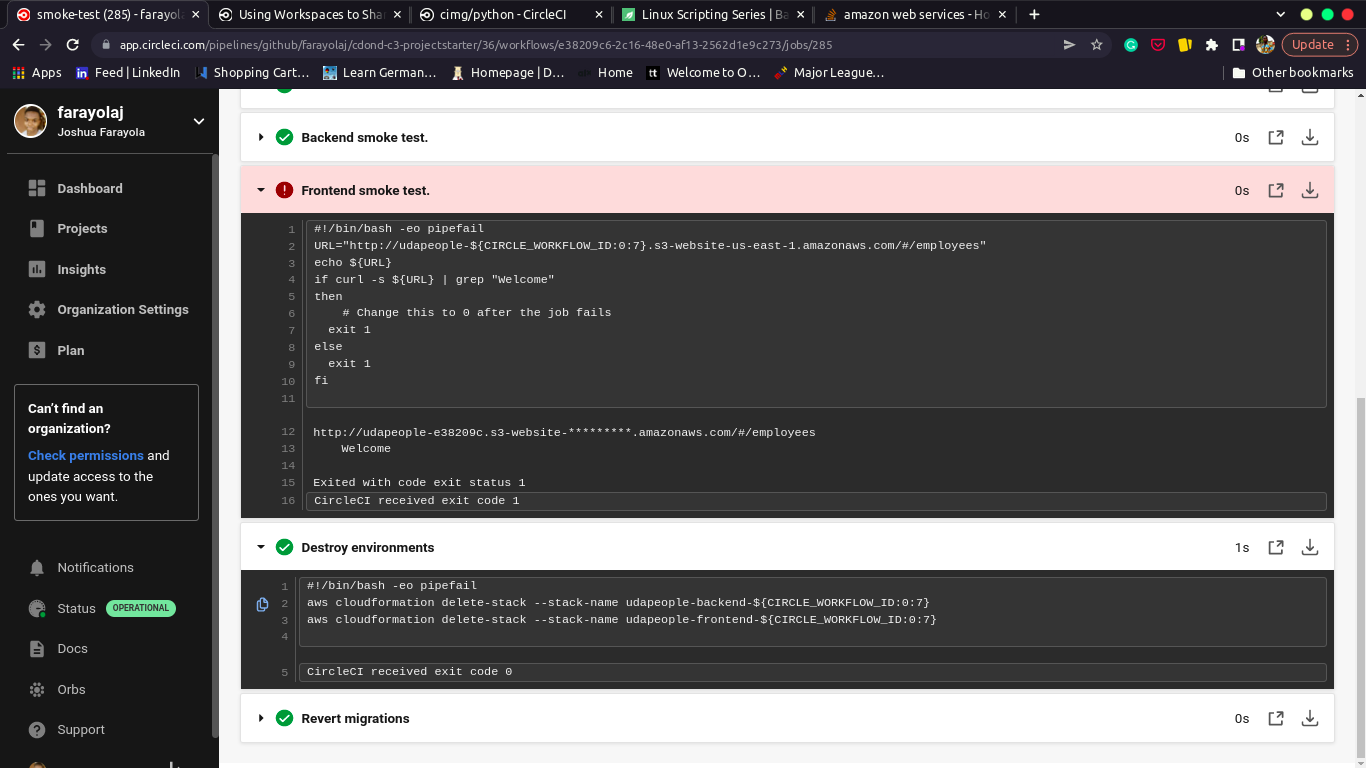 smoke-test (285) - farayola
Using Workspaces to Sha
cimg/python - CircleCI
Linux Scripting Series | Ba
amazon web services - Ho
app.circleci.com/pipelines/github/farayolaj/cdond-c3-projectstarter/36/workflows/e38209c6-2c16-48e0-af13-2562d1e9c273/jobs/285
Update
Apps
Feed | LinkedIn
Shopping Cart...
Learn German...
Homepage | D...
Home
Welcome to O...
Major League...
Other bookmarks
farayolaj
Joshua Farayola
Dashboard
Projects
Insights
Organization Settings
Plan
Can't find an
organization?
Check permissions and
update access to the
ones you want.
Notifications
Status OPERATIONAL
Docs
Orbs
Support
Backend smoke test. 0s
Frontend smoke test. 0s
1 #!/bin/bash -eo pipefail
2 URL="http://udapeople-${CIRCLE_WORKFLOW_ID:0:7}.s3-website-us-east-1.amazonaws.com/#/employees"
3 echo ${URL}
4 if curl -s ${URL} | grep "Welcome"
5 then
6 # Change this to 0 after the job fails
7 exit 1
8 else
9 exit 1
10 fi
11
12 http://udapeople-e38209c.s3-website-*********.amazonaws.com/#/employees
13 Welcome
14
15 Exited with code exit status 1
16 CircleCI received exit code 1
Destroy environments 1s
1 #!/bin/bash -eo pipefail
2 aws cloudformation delete-stack --stack-name udapeople-backend-${CIRCLE_WORKFLOW_ID:0:7}
3 aws cloudformation delete-stack --stack-name udapeople-frontend-${CIRCLE_WORKFLOW_ID:0:7}
4
5 CircleCI received exit code 0
Revert migrations 0s